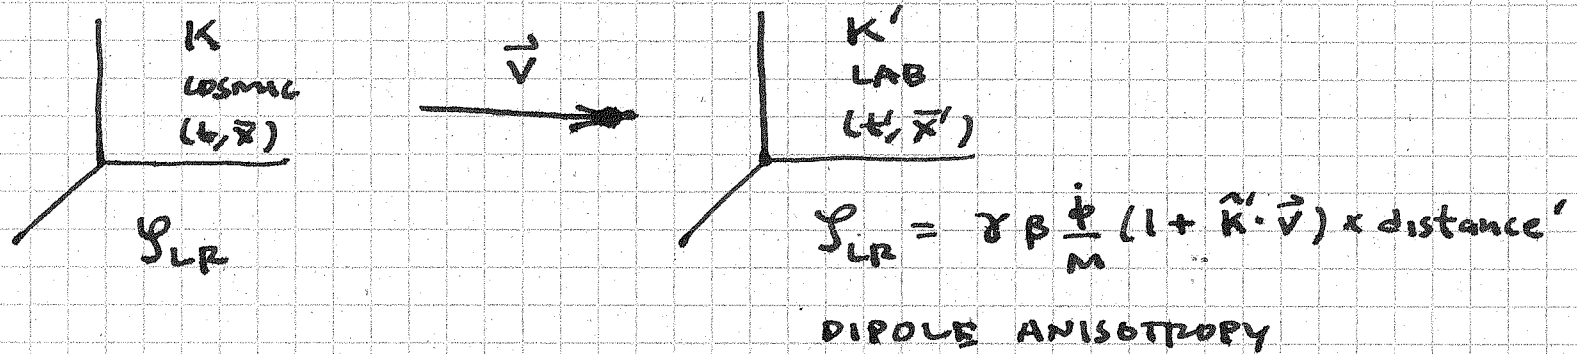 K
COSMIC
(t, x̄)
φ_LR
v⃗
K′
LAB
(t′, x̄′)
φ_LR = γ β φ̇/M (1 + k̂′·v⃗) × distance′
DIPOLE ANISOTROPY